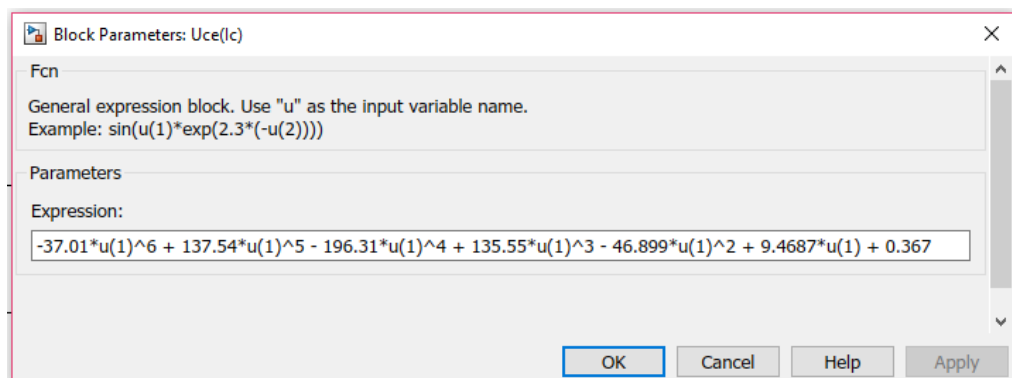 Block Parameters: Uce(Ic)
Fcn
General expression block. Use "u" as the input variable name.
Example: sin(u(1)*exp(2.3*(-u(2))))
Parameters
Expression:
-37.01*u(1)^6 + 137.54*u(1)^5 - 196.31*u(1)^4 + 135.55*u(1)^3 - 46.899*u(1)^2 + 9.4687*u(1) + 0.367
OK Cancel Help Apply